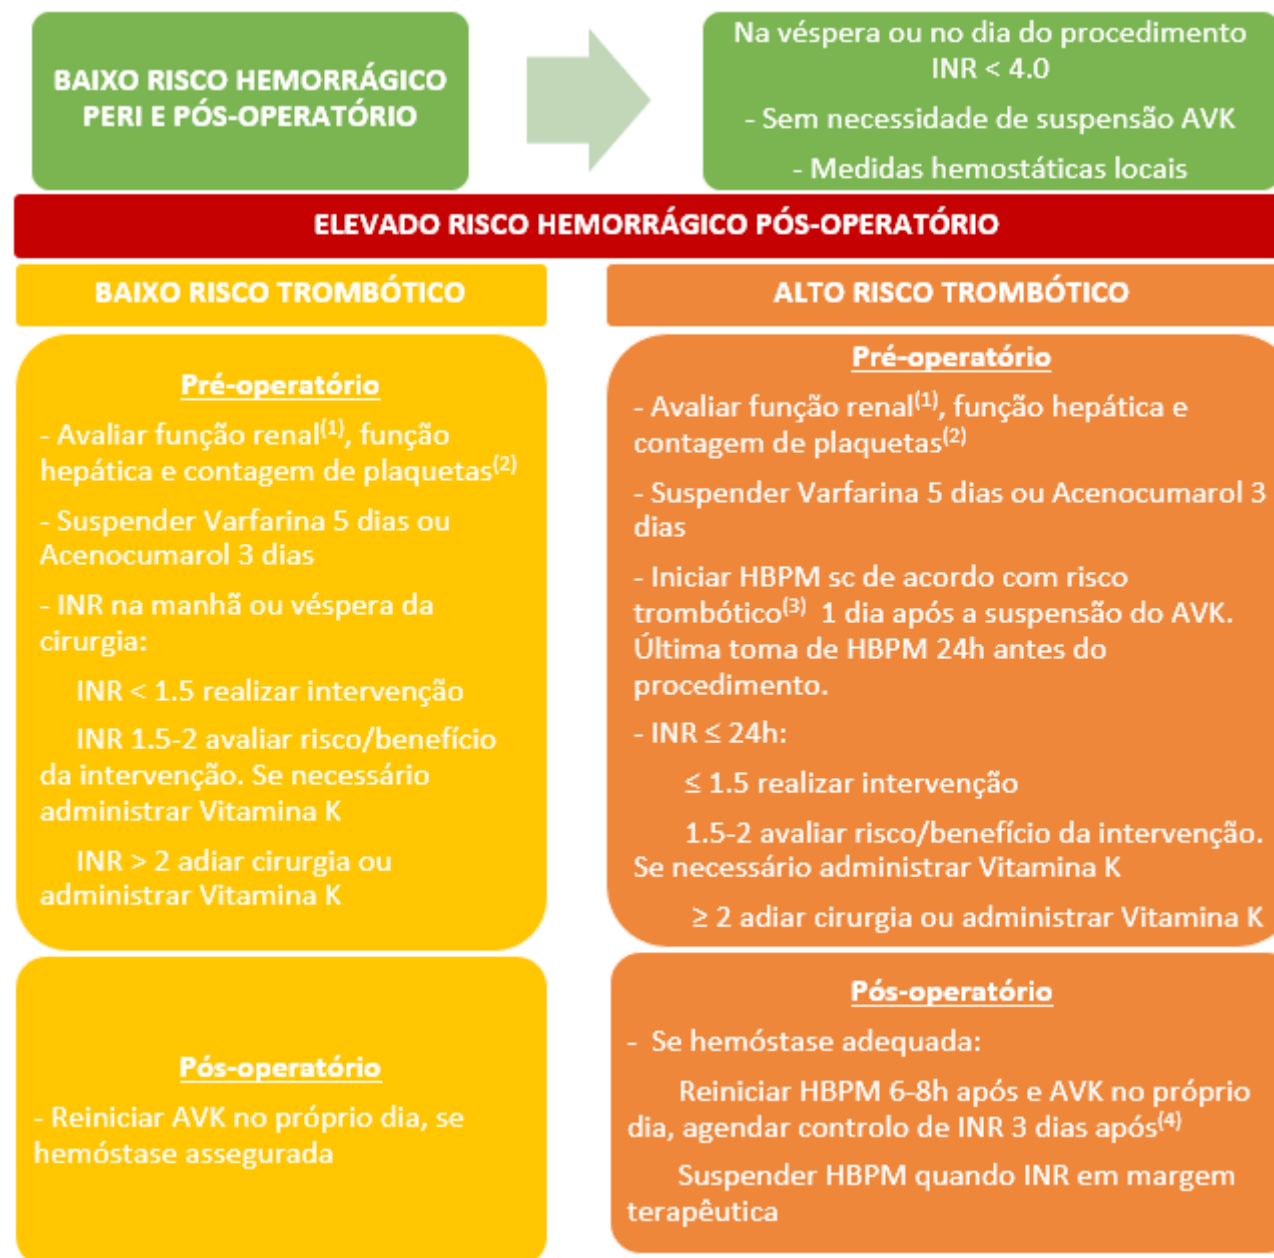 BAIXO RISCO HEMORRÁGICO
PERI E PÓS-OPERATÓRIO
Na véspera ou no dia do procedimento
INR < 4.0
- Sem necessidade de suspensão AVK
- Medidas hemostáticas locais
ELEVADO RISCO HEMORRÁGICO PÓS-OPERATÓRIO
BAIXO RISCO TROMBÓTICO
Pré-operatório
- Avaliar função renal(1), função
hepática e contagem de plaquetas(2)
- Suspender Varfarina 5 dias ou
Acenocumarol 3 dias
- INR na manhã ou véspera da
cirurgia:
INR < 1.5 realizar intervenção
INR 1.5-2 avaliar risco/benefício
da intervenção. Se necessário
administrar Vitamina K
INR > 2 adiar cirurgia ou
administrar Vitamina K
Pós-operatório
- Reiniciar AVK no próprio dia, se
hemóstase assegurada
ALTO RISCO TROMBÓTICO
Pré-operatório
- Avaliar função renal(1), função hepática e
contagem de plaquetas(2)
- Suspender Varfarina 5 dias ou Acenocumarol 3
dias
- Iniciar HBPM sc de acordo com risco
trombótico(3) 1 dia após a suspensão do AVK.
Última toma de HBPM 24h antes do
procedimento.
- INR ≤ 24h:
≤ 1.5 realizar intervenção
1.5-2 avaliar risco/benefício da intervenção.
Se necessário administrar Vitamina K
≥ 2 adiar cirurgia ou administrar Vitamina K
Pós-operatório
- Se hemóstase adequada:
Reiniciar HBPM 6-8h após e AVK no próprio
dia, agendar controlo de INR 3 dias após(4)
Suspender HBPM quando INR em margem
terapêutica